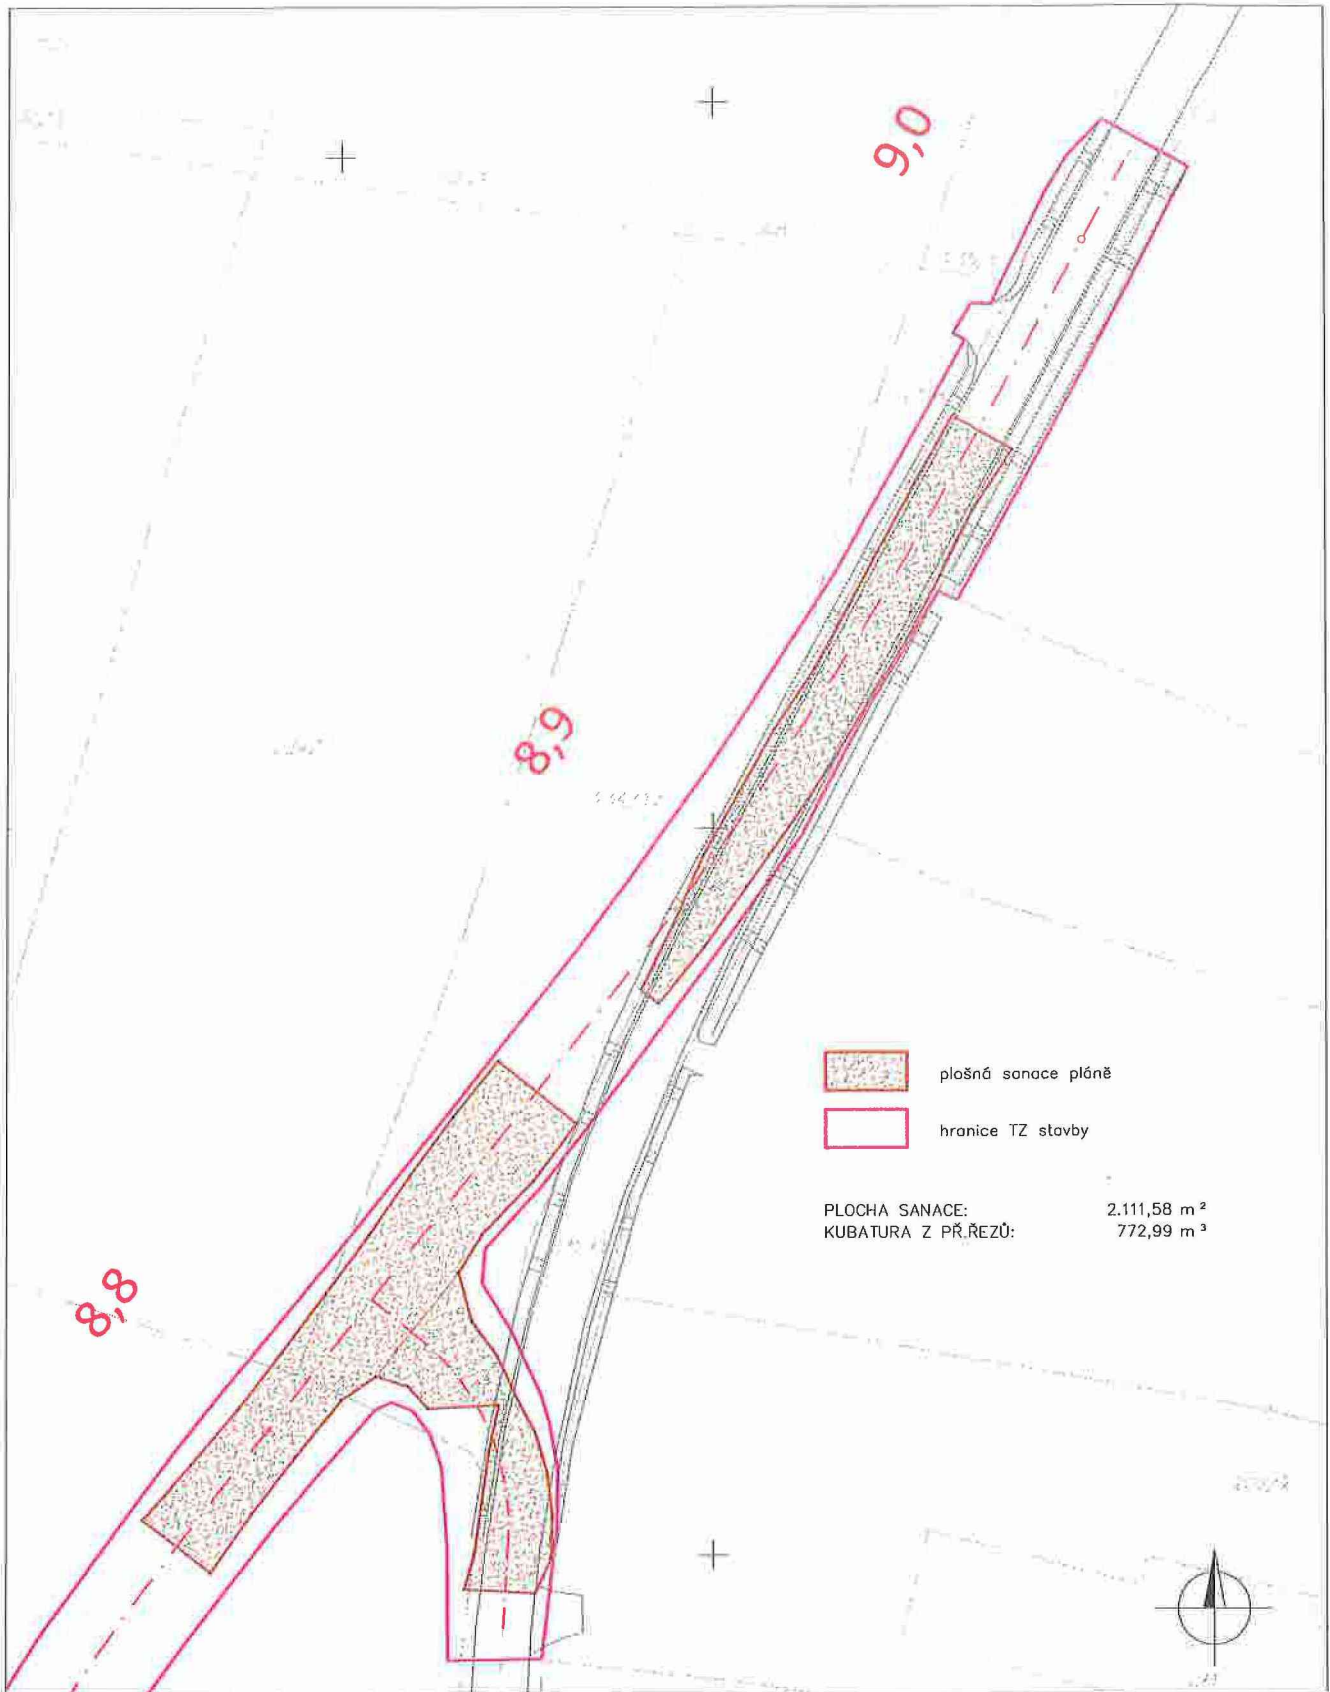 9,0
8,9
plošná sanace pláně
hranice TZ stavby
PLOCHA SANACE: 2.111,58 m²
KUBATURA Z PŘ.ŘEZŮ: 772,99 m³
8,8